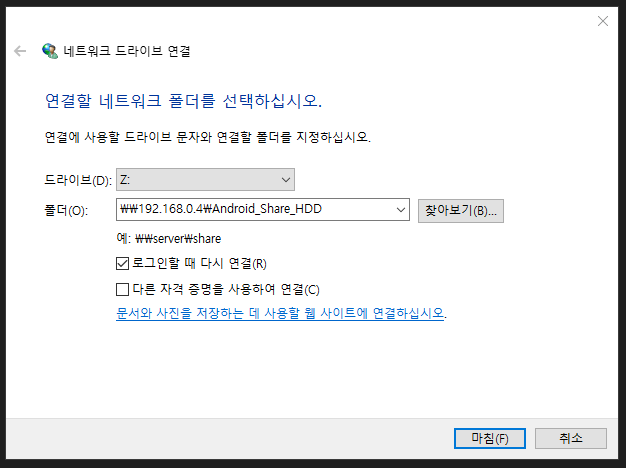 네트워크 드라이브 연결
연결할 네트워크 폴더를 선택하십시오.
연결에 사용할 드라이브 문자와 연결할 폴더를 지정하십시오.
드라이브(D): Z:
폴더(O): ₩₩192.168.0.4₩Android_Share_HDD 찾아보기(B)...
예: ₩₩server₩share
로그인할 때 다시 연결(R)
다른 자격 증명을 사용하여 연결(C)
문서와 사진을 저장하는 데 사용할 웹 사이트에 연결하십시오.
마침(F) 취소